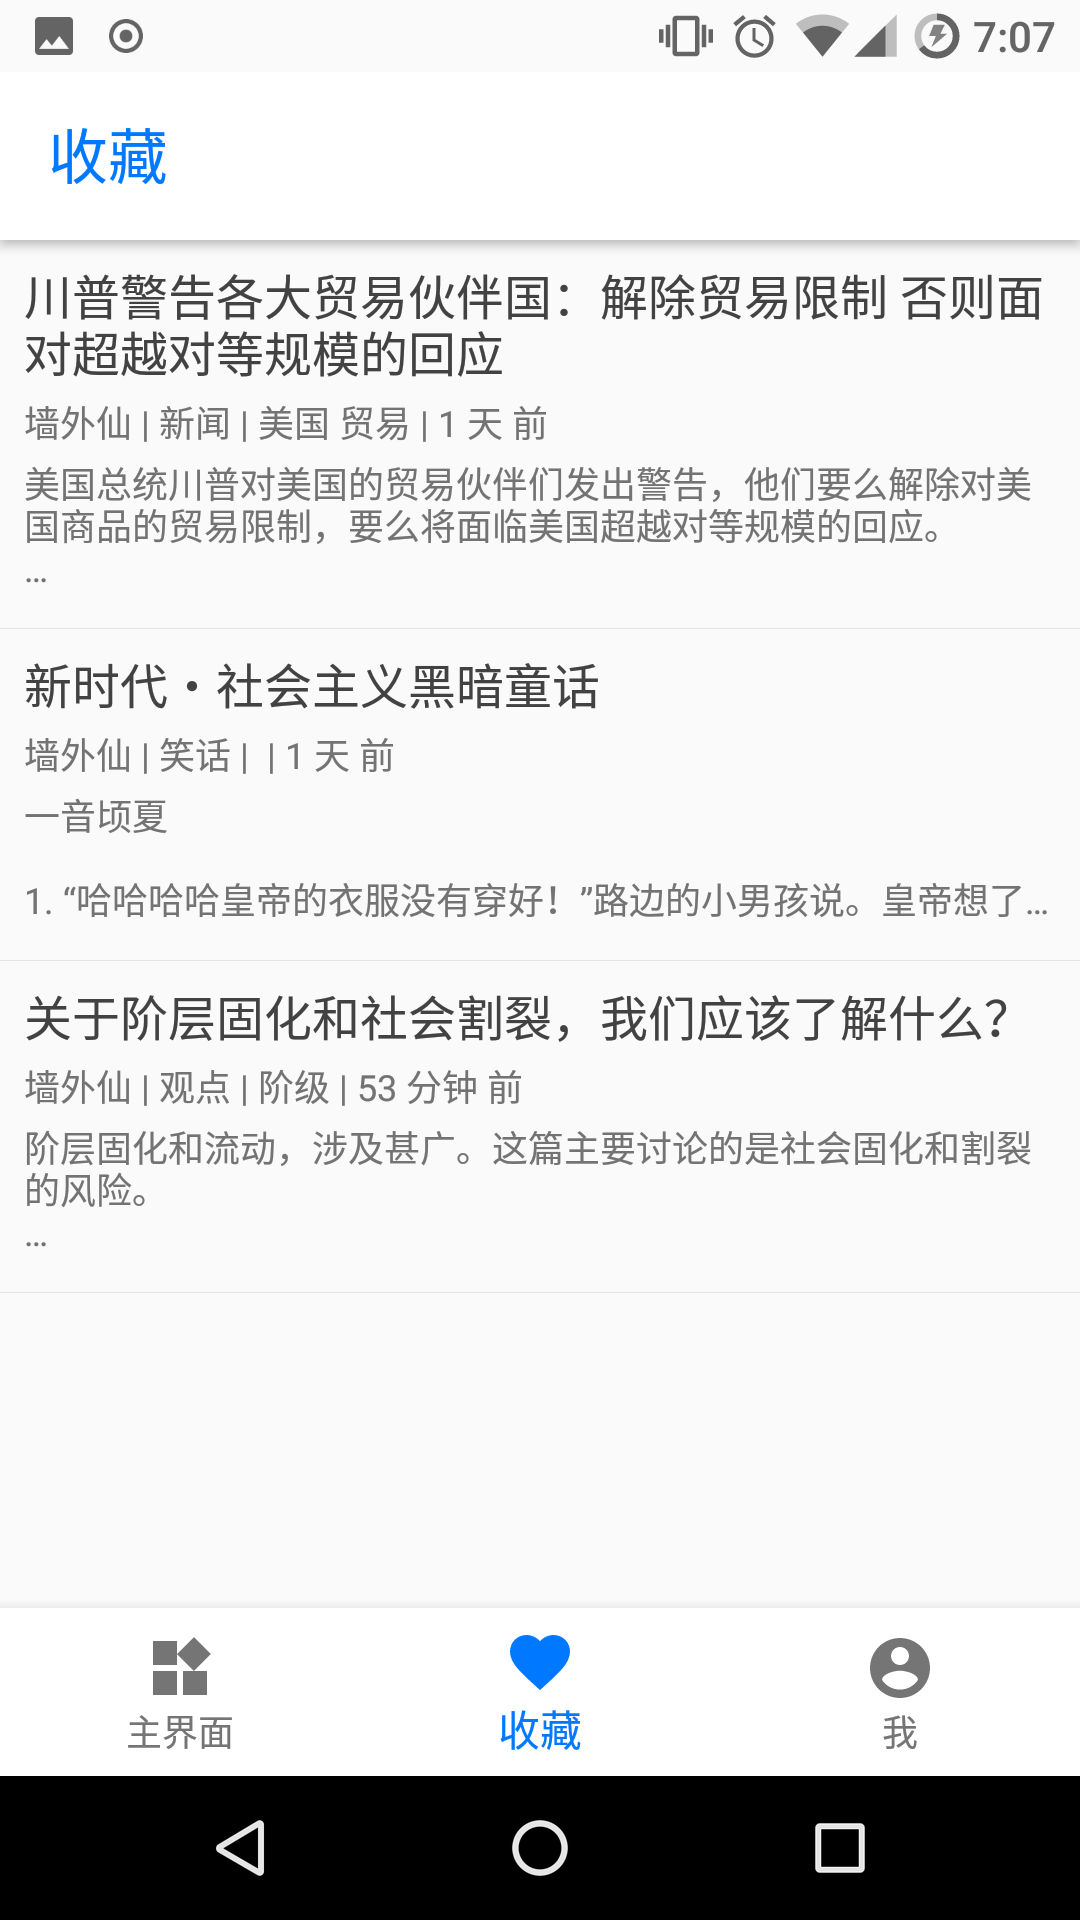 7:07
收藏
川普警告各大贸易伙伴国：解除贸易限制 否则面
对超越对等规模的回应
墙外仙 | 新闻 | 美国 贸易 | 1 天 前
美国总统川普对美国的贸易伙伴们发出警告，他们要么解除对美
国商品的贸易限制，要么将面临美国超越对等规模的回应。
...
新时代・社会主义黑暗童话
墙外仙 | 笑话 |  | 1 天 前
一音顷夏
1. “哈哈哈哈皇帝的衣服没有穿好！”路边的小男孩说。皇帝想了...
关于阶层固化和社会割裂，我们应该了解什么？
墙外仙 | 观点 | 阶级 | 53 分钟 前
阶层固化和流动，涉及甚广。这篇主要讨论的是社会固化和割裂
的风险。
...
主界面
收藏
我